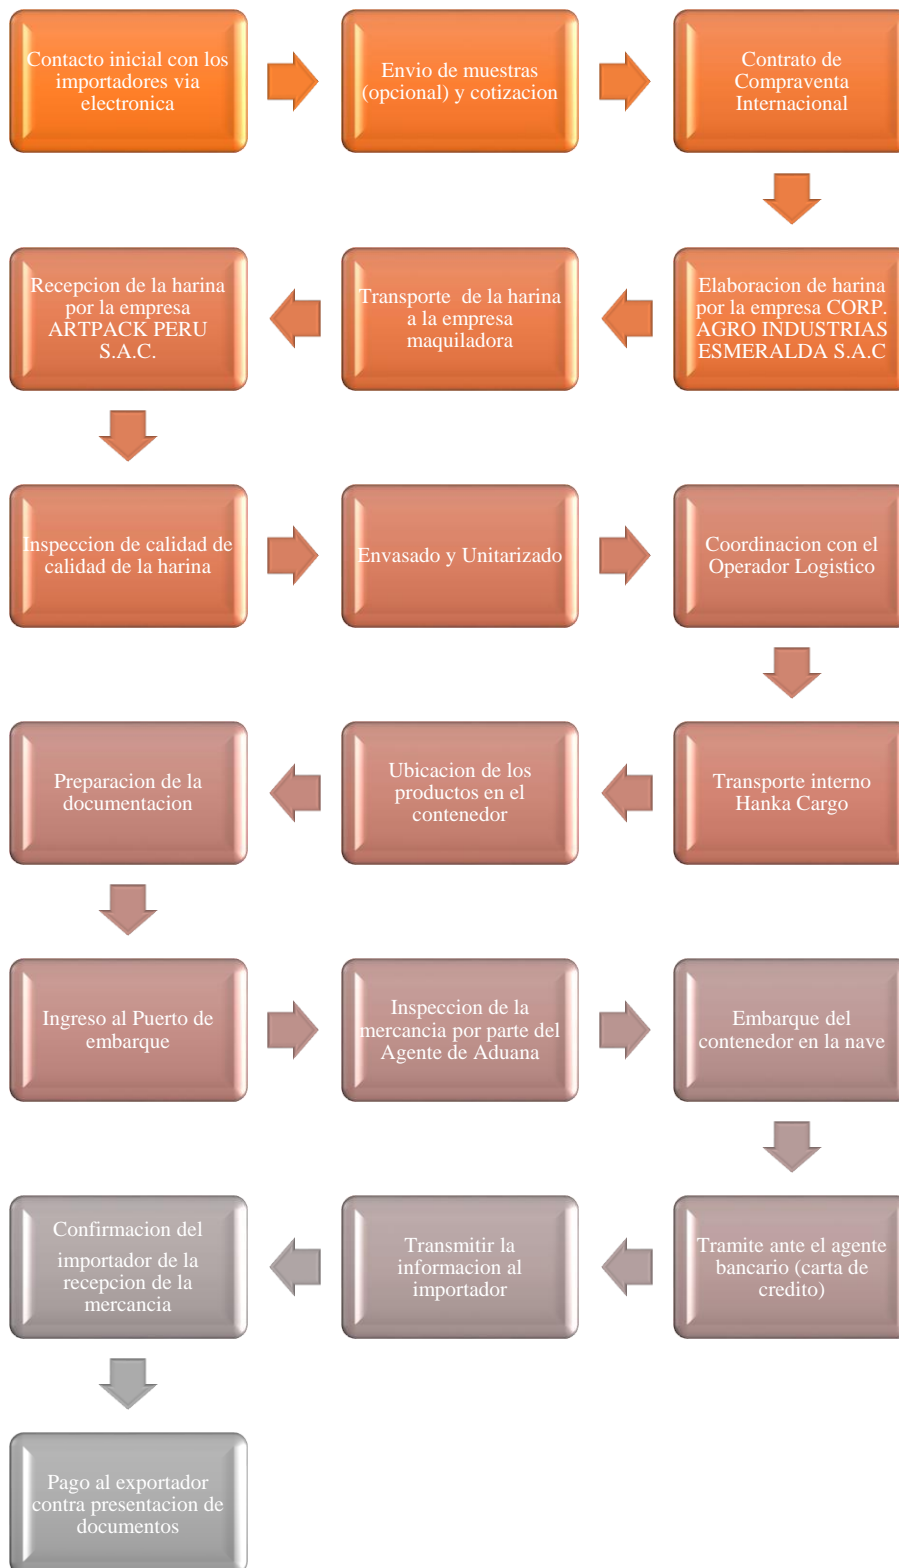 Contacto inicial con los
importadores via
electronica
Envio de muestras
(opcional) y cotizacion
Contrato de
Compraventa
Internacional
Elaboracion de harina
por la empresa CORP.
AGRO INDUSTRIAS
ESMERALDA S.A.C
Transporte de la harina
a la empresa
maquiladora
Recepcion de la harina
por la empresa
ARTPACK PERU
S.A.C.
Inspeccion de calidad de
calidad de la harina
Envasado y Unitarizado
Coordinacion con el
Operador Logistico
Transporte interno
Hanka Cargo
Ubicacion de los
productos en el
contenedor
Preparacion de la
documentacion
Ingreso al Puerto de
embarque
Inspeccion de la
mercancia por parte del
Agente de Aduana
Embarque del
contenedor en la nave
Tramite ante el agente
bancario (carta de
credito)
Transmitir la
informacion al
importador
Confirmacion del
importador de la
recepcion de la
mercancia
Pago al exportador
contra presentacion de
documentos